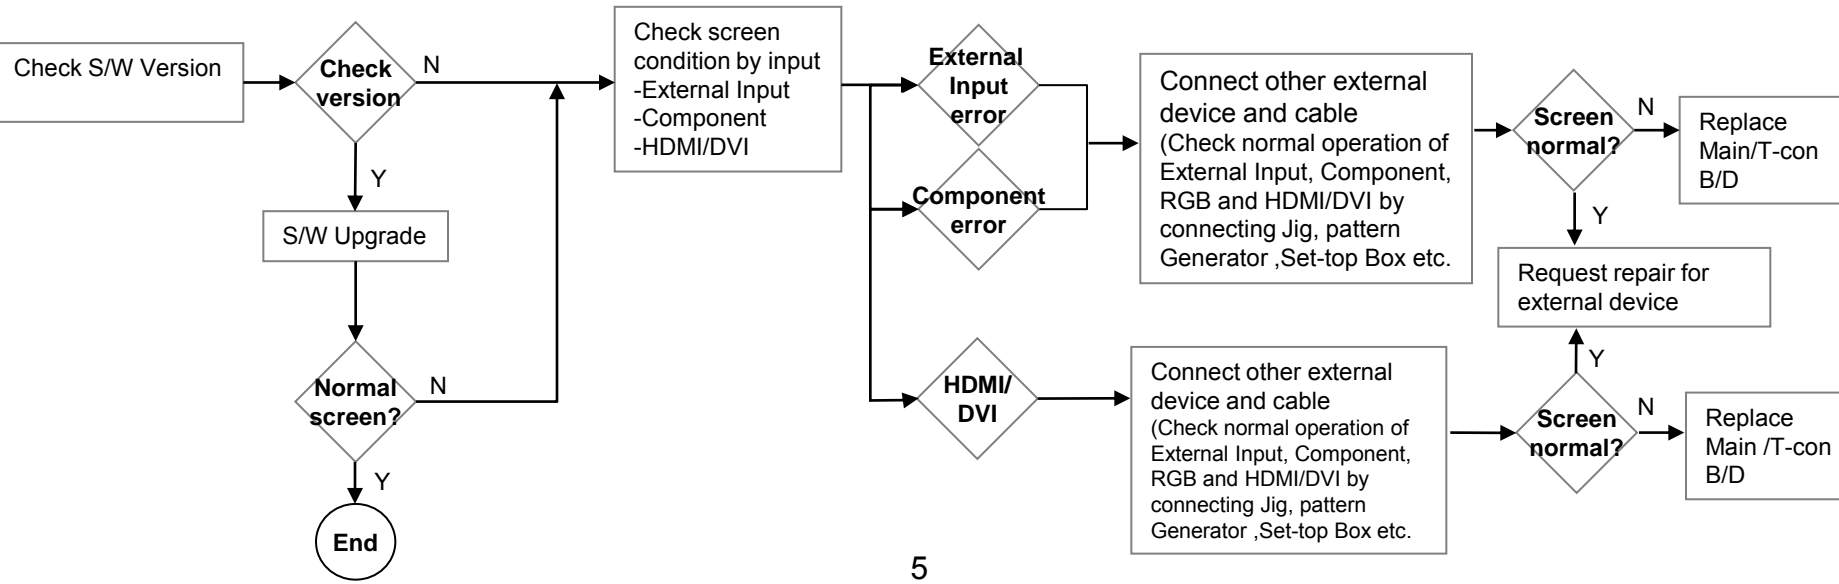 Check S/W Version
Check
version
N
Y
S/W Upgrade
Normal
screen?
N
Y
End
Check screen
condition by input
-External Input
-Component
-HDMI/DVI
External
Input
error
Component
error
HDMI/
DVI
Connect other external
device and cable
(Check normal operation of
External Input, Component,
RGB and HDMI/DVI by
connecting Jig, pattern
Generator ,Set-top Box etc.
Screen
normal?
N
Replace
Main/T-con
B/D
Y
Request repair for
external device
Connect other external
device and cable
(Check normal operation of
External Input, Component,
RGB and HDMI/DVI by
connecting Jig, pattern
Generator ,Set-top Box etc.
Y
Screen
normal?
N
Replace
Main /T-con
B/D
5